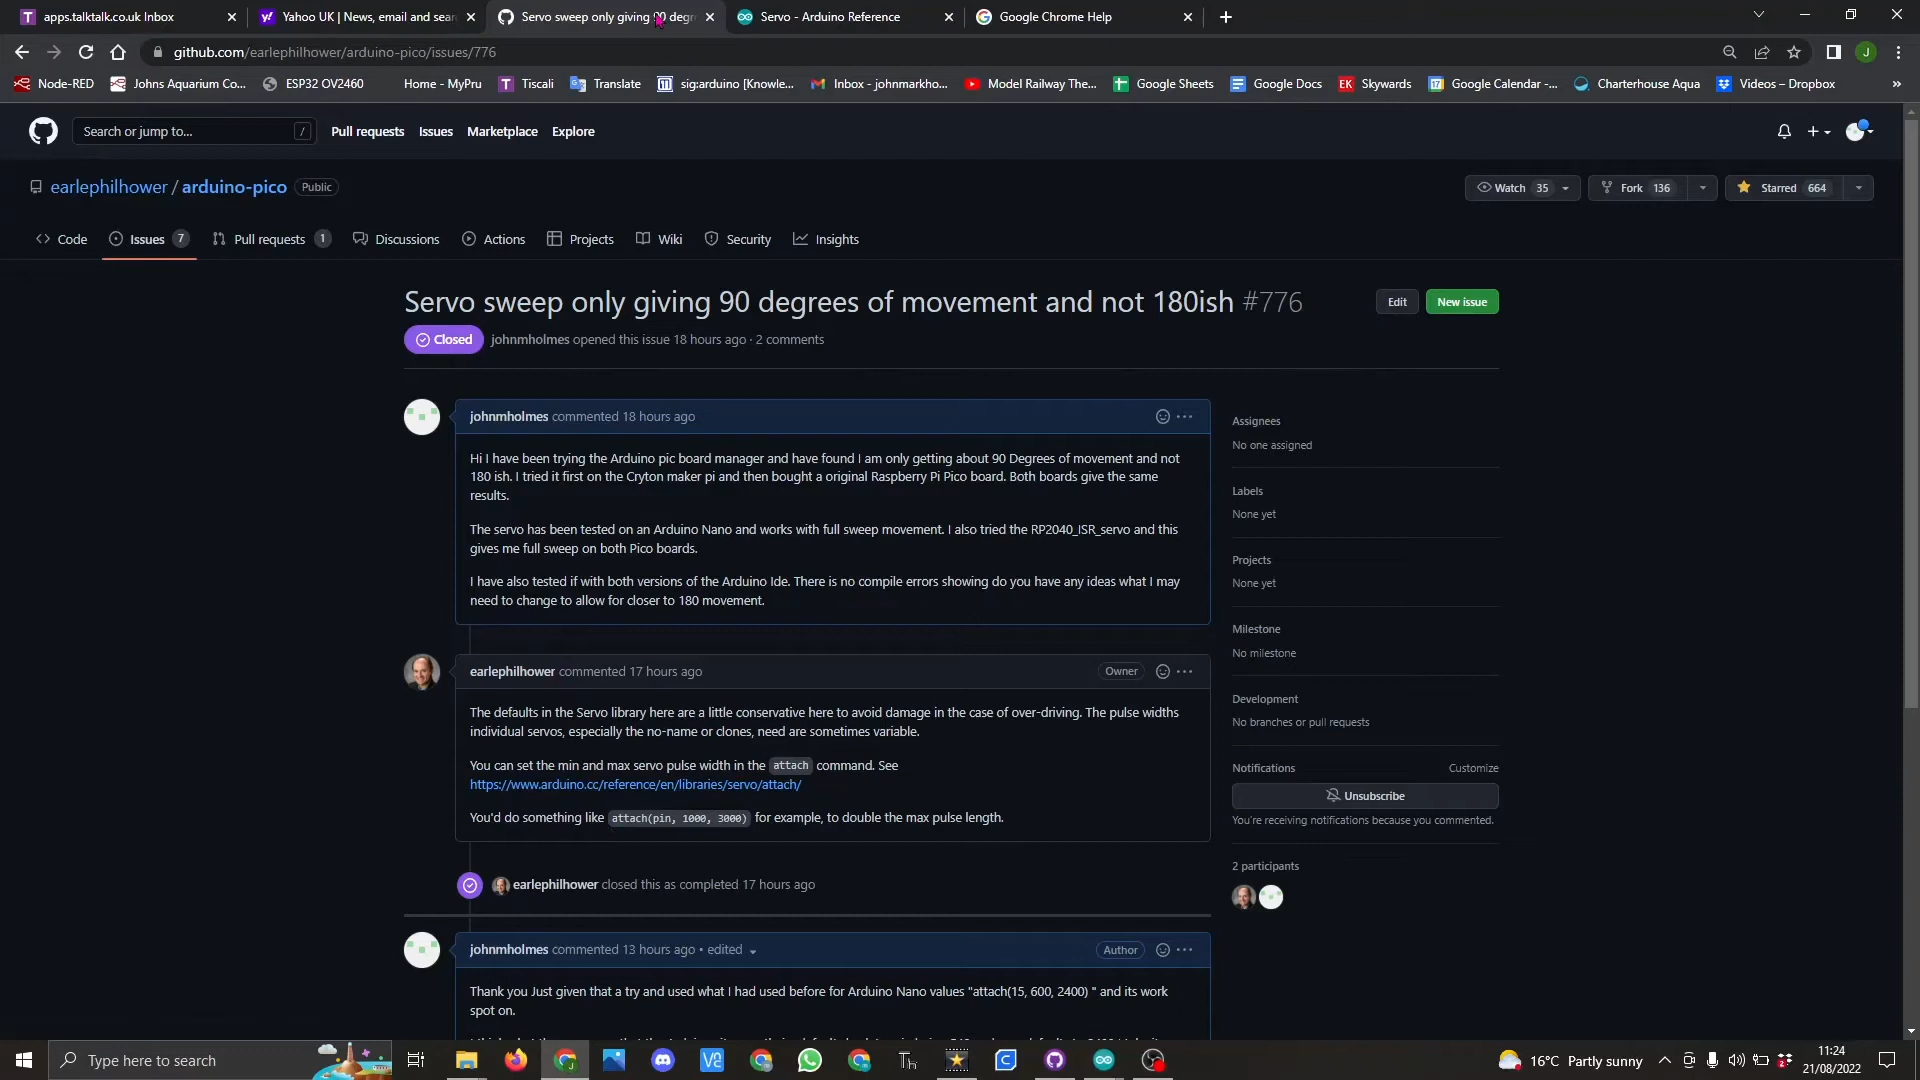 apps.talktalk.co.uk Inbox
Yahoo UK | News, email and sear
Servo sweep only giving 90 degr
Servo - Arduino Reference
Google Chrome Help
github.com/earlephilhower/arduino-pico/issues/776
J
Node-RED
Johns Aquarium Co...
ESP32 OV2460
Home - MyPru
Tiscali
Translate
sig:arduino [Knowle...
Inbox - johnmarkho...
Model Railway The...
Google Sheets
Google Docs
Skywards
Google Calendar -...
Charterhouse Aqua
Videos – Dropbox
»
Search or jump to...
/
Pull requests
Issues
Marketplace
Explore
earlephilhower / arduino-pico
Public
Watch 35
Fork 136
Starred 664
Code
Issues 7
Pull requests 1
Discussions
Actions
Projects
Wiki
Security
Insights
Servo sweep only giving 90 degrees of movement and not 180ish #776
Edit
New issue
Closed
johnmholmes opened this issue 18 hours ago · 2 comments
johnmholmes commented 18 hours ago
Hi I have been trying the Arduino pic board manager and have found I am only getting about 90 Degrees of movement and not
180 ish. I tried it first on the Cryton maker pi and then bought a original Raspberry Pi Pico board. Both boards give the same
results.
The servo has been tested on an Arduino Nano and works with full sweep movement. I also tried the RP2040_ISR_servo and this
gives me full sweep on both Pico boards.
I have also tested if with both versions of the Arduino Ide. There is no compile errors showing do you have any ideas what I may
need to change to allow for closer to 180 movement.
earlephilhower commented 17 hours ago
Owner
The defaults in the Servo library here are a little conservative here to avoid damage in the case of over-driving. The pulse widths
individual servos, especially the no-name or clones, need are sometimes variable.
You can set the min and max servo pulse width in the attach command. See
https://www.arduino.cc/reference/en/libraries/servo/attach/
You'd do something like attach(pin, 1000, 3000) for example, to double the max pulse length.
earlephilhower closed this as completed 17 hours ago
johnmholmes commented 13 hours ago • edited
Author
Thank you Just given that a try and used what I had used before for Arduino Nano values "attach(15, 600, 2400) " and its work
spot on.
Assignees
No one assigned
Labels
None yet
Projects
None yet
Milestone
No milestone
Development
No branches or pull requests
Notifications
Customize
Unsubscribe
You're receiving notifications because you commented.
2 participants
Type here to search
16°C Partly sunny
11:24
21/08/2022